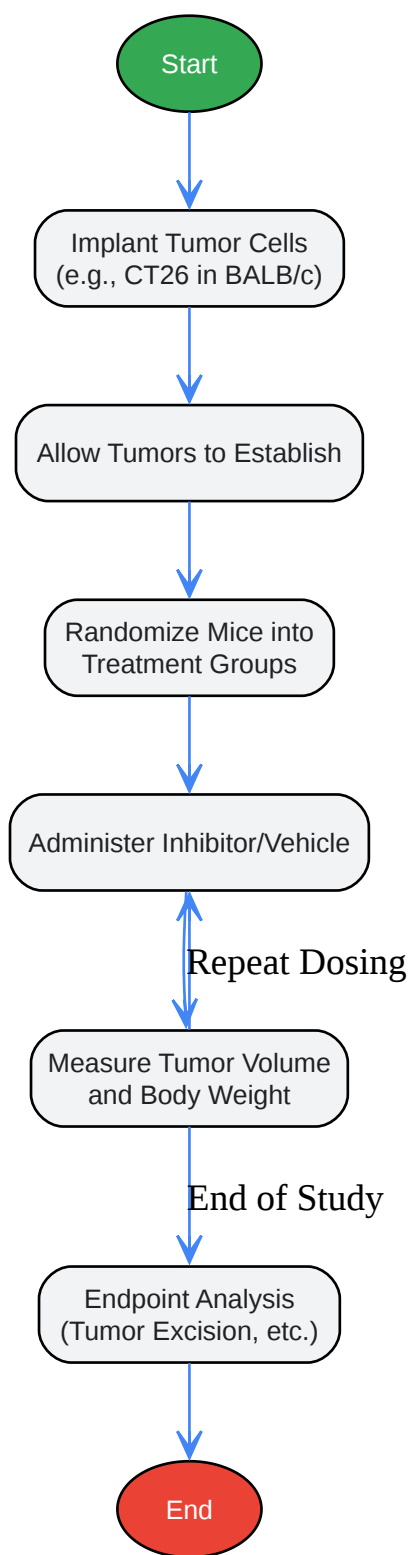 Start
Implant Tumor Cells
(e.g., CT26 in BALB/c)
Allow Tumors to Establish
Randomize Mice into
Treatment Groups
Administer Inhibitor/Vehicle
Repeat Dosing
Measure Tumor Volume
and Body Weight
End of Study
Endpoint Analysis
(Tumor Excision, etc.)
End